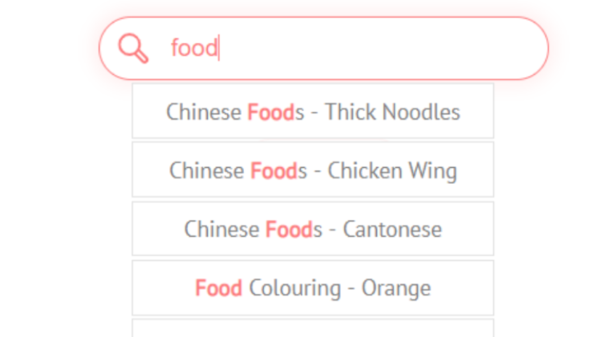 food
Chinese Foods - Thick Noodles
Chinese Foods - Chicken Wing
Chinese Foods - Cantonese
Food Colouring - Orange